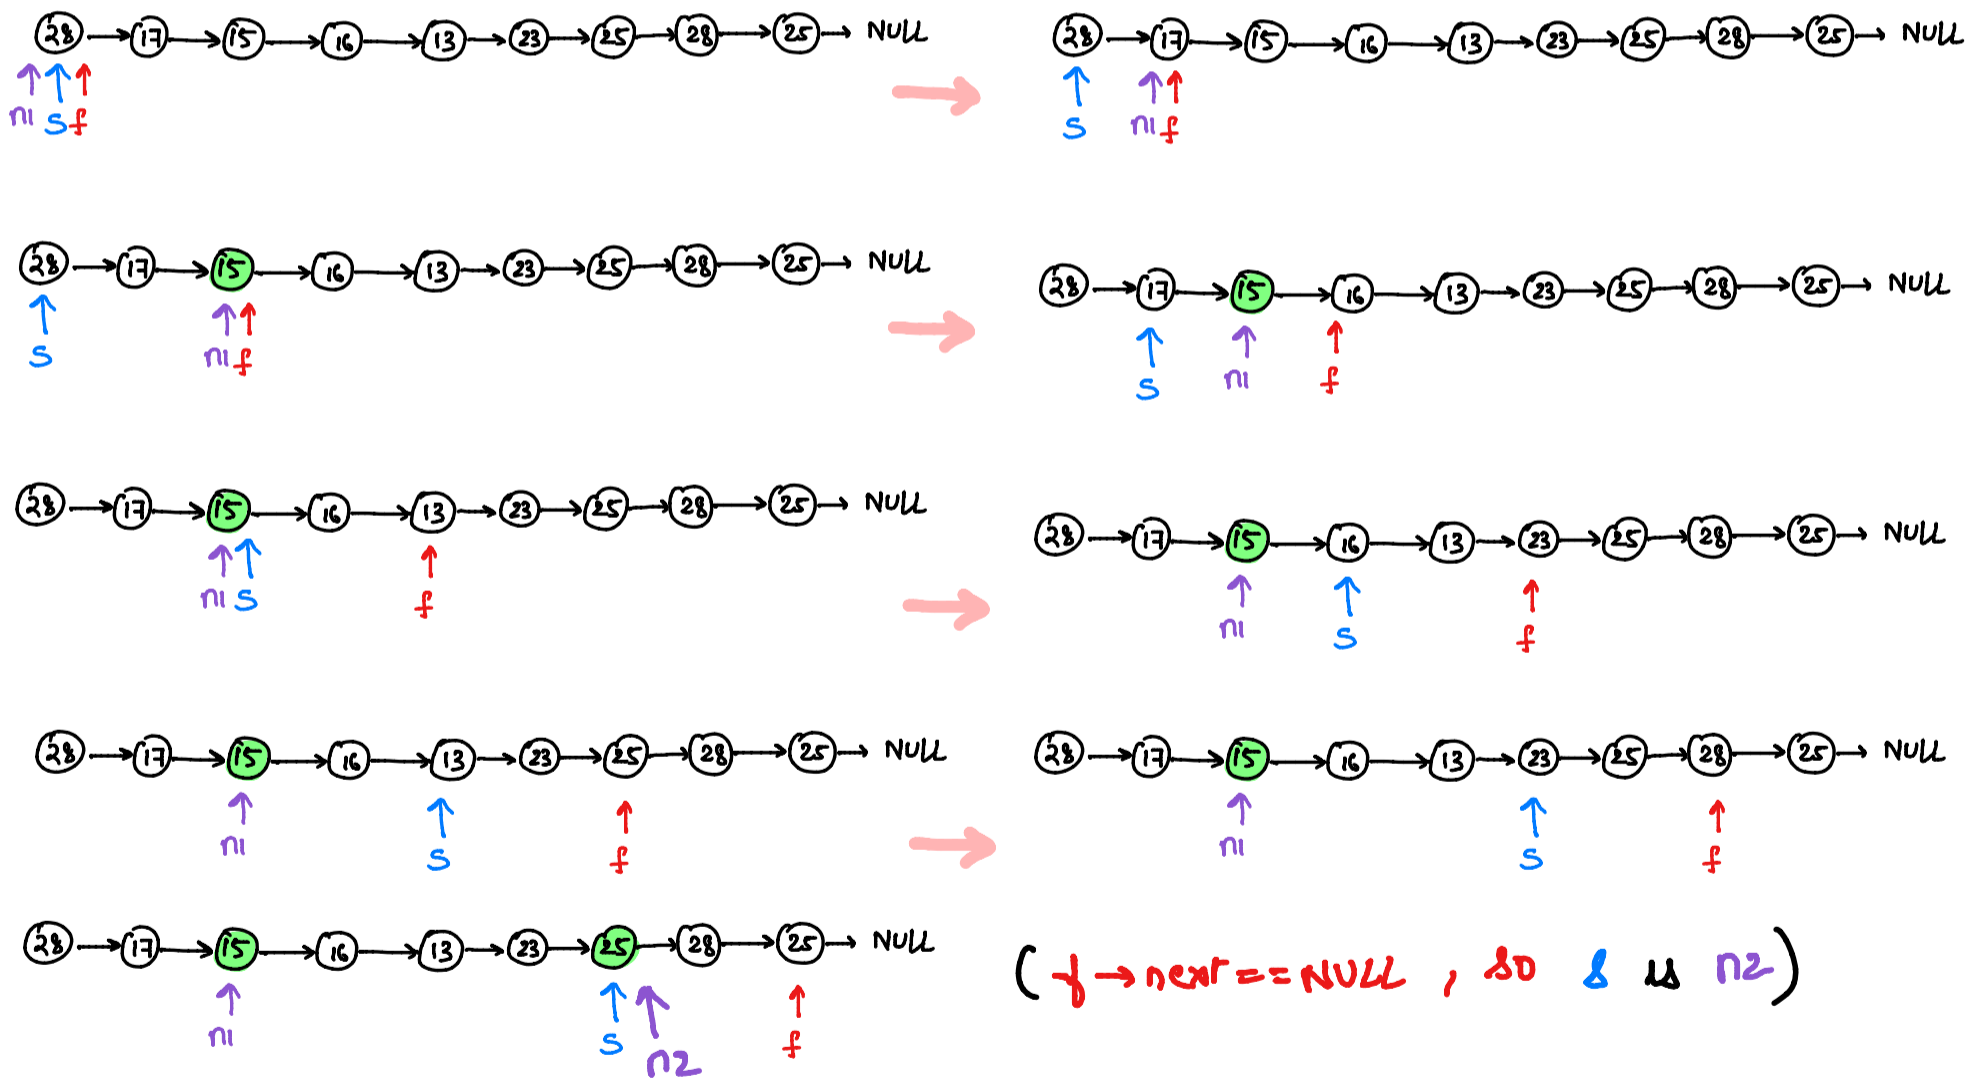 28 → 17 → 15 → 16 → 13 → 23 → 25 → 28 → 25 → NULL
n1 s f
28 → 17 → 15 → 16 → 13 → 23 → 25 → 28 → 25 → NULL
s n1 f
28 → 17 → 15 → 16 → 13 → 23 → 25 → 28 → 25 → NULL
s n1 f
28 → 17 → 15 → 16 → 13 → 23 → 25 → 28 → 25 → NULL
s n1 f
28 → 17 → 15 → 16 → 13 → 23 → 25 → 28 → 25 → NULL
n1 s f
28 → 17 → 15 → 16 → 13 → 23 → 25 → 28 → 25 → NULL
n1 s f
28 → 17 → 15 → 16 → 13 → 23 → 25 → 28 → 25 → NULL
n1 s f
28 → 17 → 15 → 16 → 13 → 23 → 25 → 28 → 25 → NULL
n1 s f
28 → 17 → 15 → 16 → 13 → 23 → 25 → 28 → 25 → NULL
n1 s n2 f
(f→next==NULL, so s is n2)